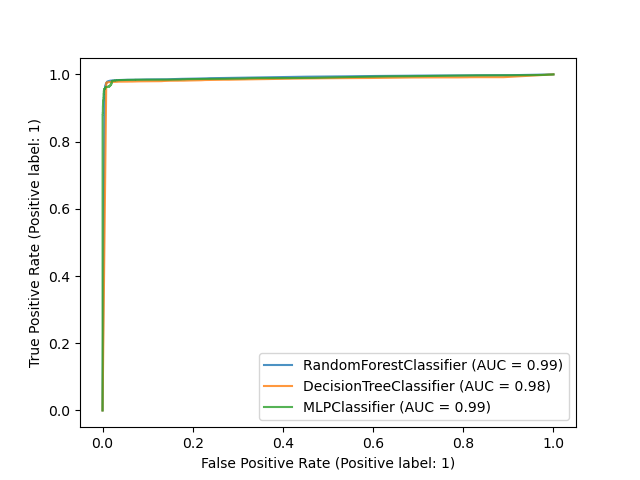 1.0
0.8
0.6
0.4
0.2
0.0
True Positive Rate (Positive label: 1)
RandomForestClassifier (AUC = 0.99)
DecisionTreeClassifier (AUC = 0.98)
MLPClassifier (AUC = 0.99)
0.0 0.2 0.4 0.6 0.8 1.0
False Positive Rate (Positive label: 1)